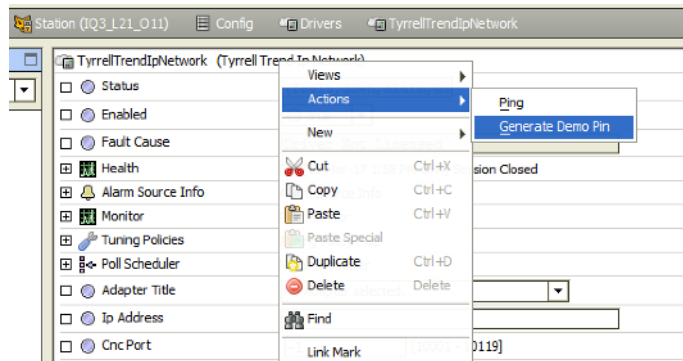 Station (IQ3_L21_O11) Config Drivers TyrrellTrendIpNetwork
TyrrellTrendIpNetwork (Tyrrell Trend Ip Network)
Status
Enabled
Fault Cause
Health
sion Closed
Alarm Source Info
Monitor
Tuning Policies
Poll Scheduler
Adapter Title
Ip Address
Cnc Port
0119]
Views
Actions
New
Cut Ctrl+X
Copy Ctrl+C
Paste Ctrl+V
Paste Special
Duplicate Ctrl+D
Delete Delete
Find
Link Mark
Ping
Generate Demo Pin